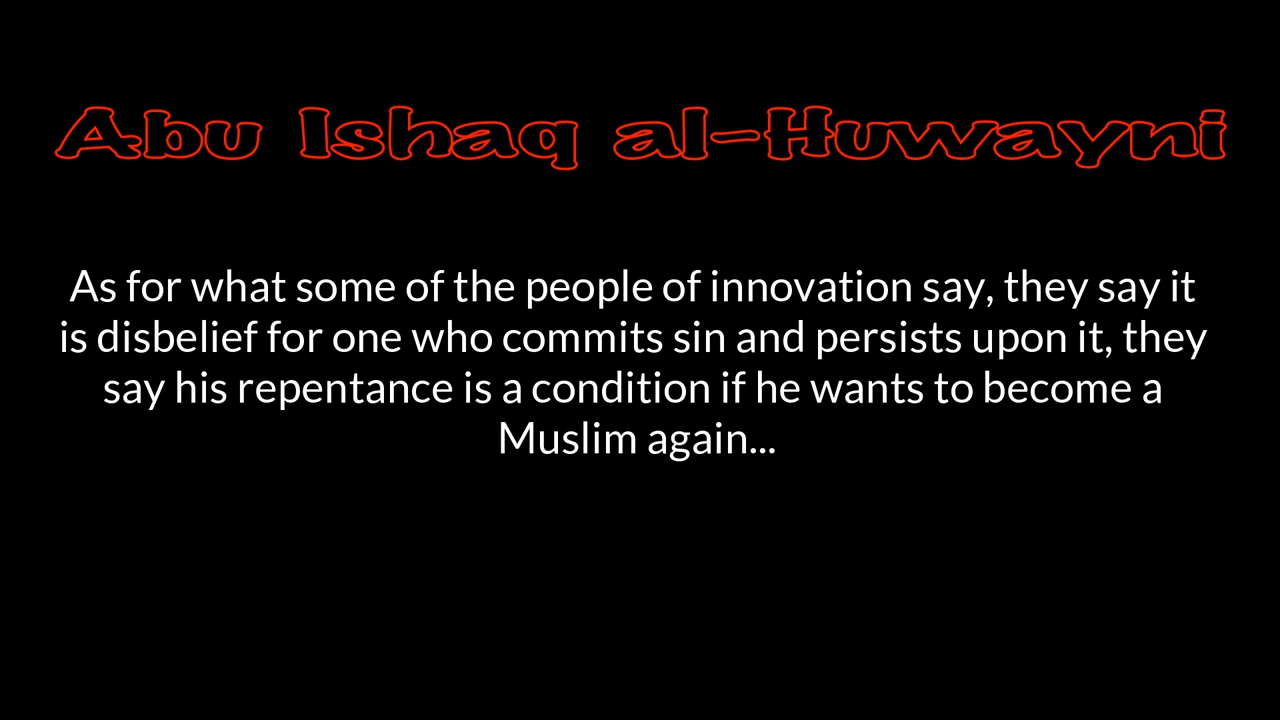 Abu Ishaq al-Huwayni
As for what some of the people of innovation say, they say it
is disbelief for one who commits sin and persists upon it, they
say his repentance is a condition if he wants to become a
Muslim again...